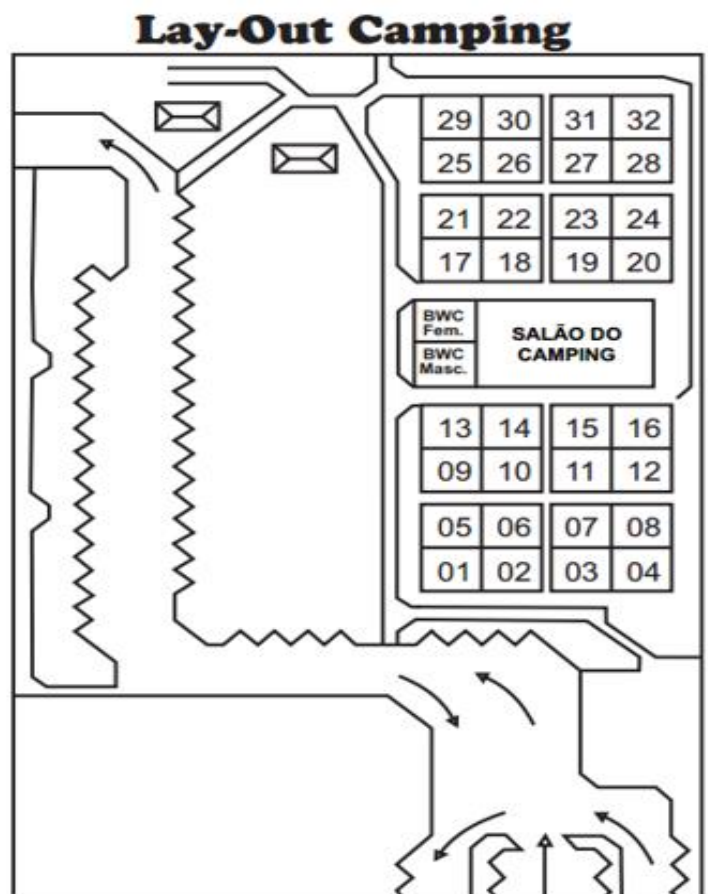 Lay-Out Camping
29 30 31 32
25 26 27 28
21 22 23 24
17 18 19 20
BWC
Fem.
BWC
Masc.
SALÃO DO
CAMPING
13 14 15 16
09 10 11 12
05 06 07 08
01 02 03 04